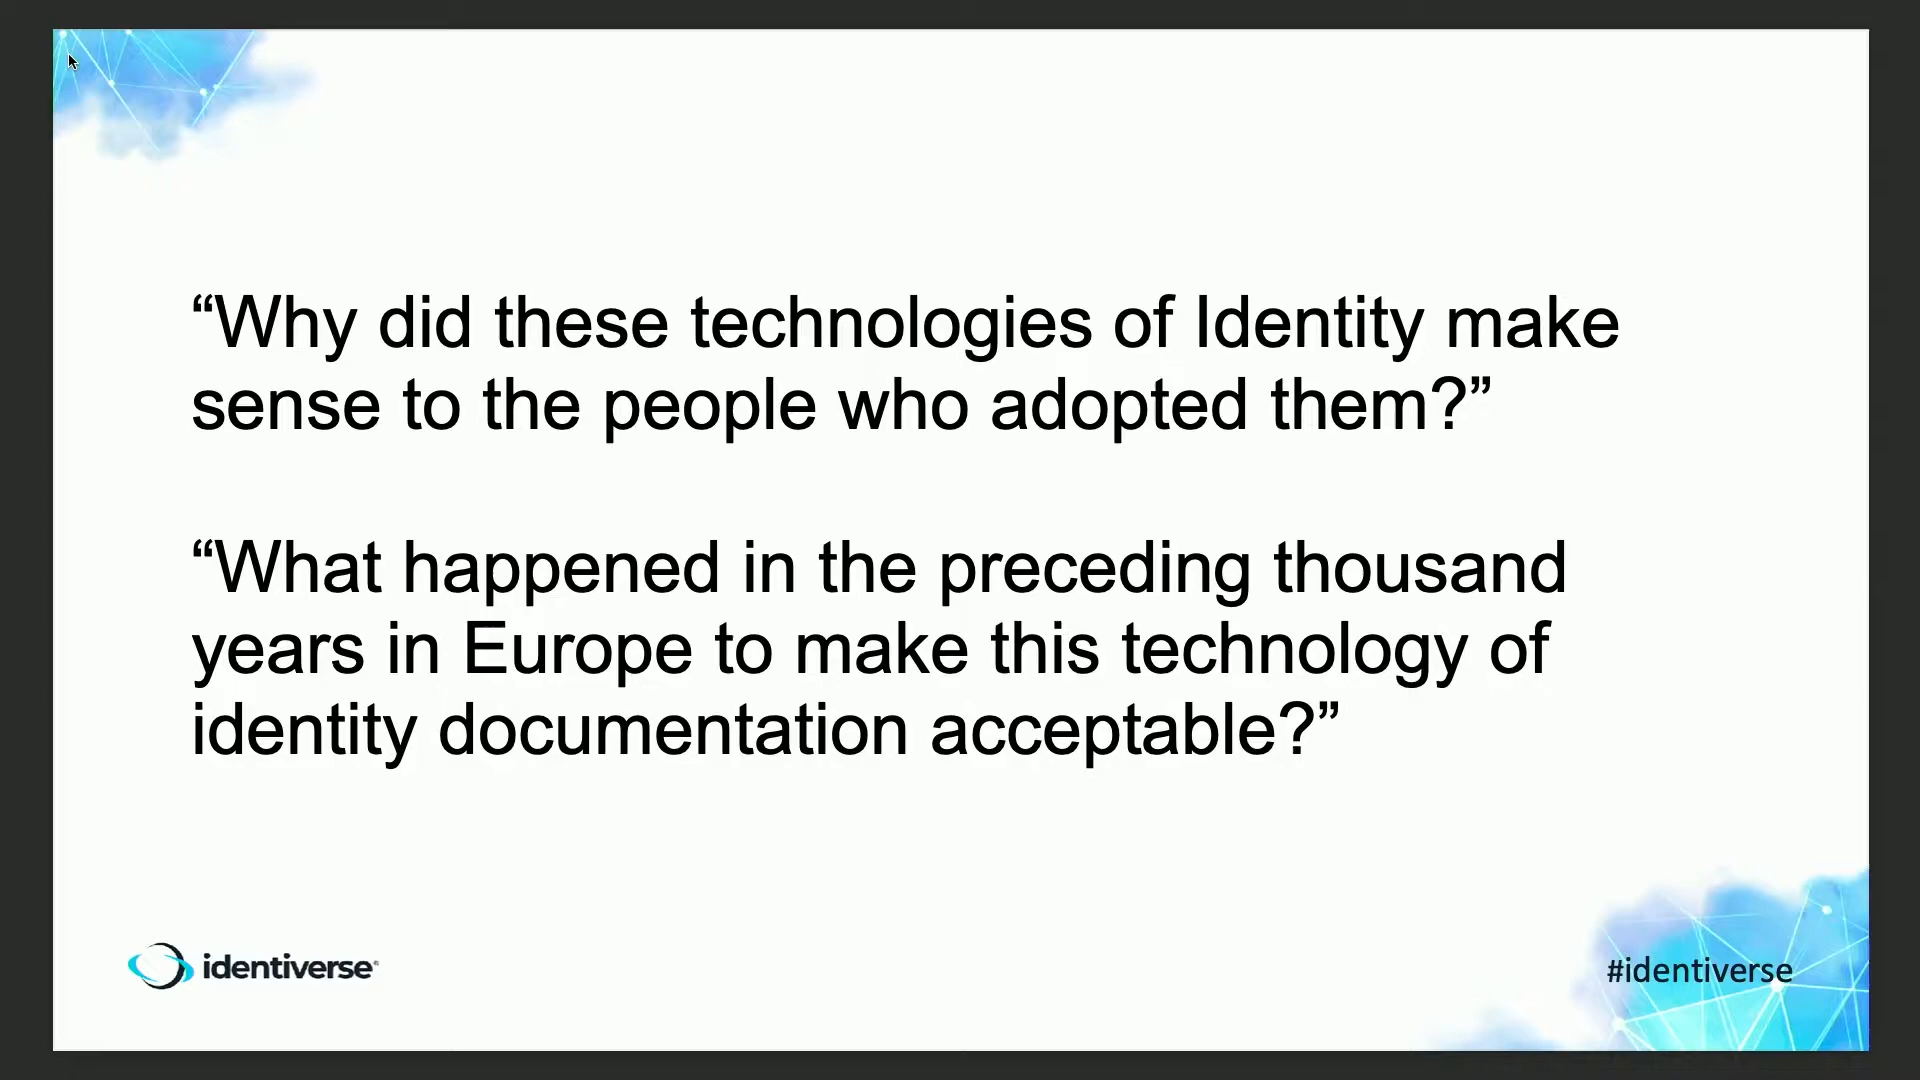 “Why did these technologies of Identity make
sense to the people who adopted them?”
“What happened in the preceding thousand
years in Europe to make this technology of
identity documentation acceptable?”
identiverse
#identiverse